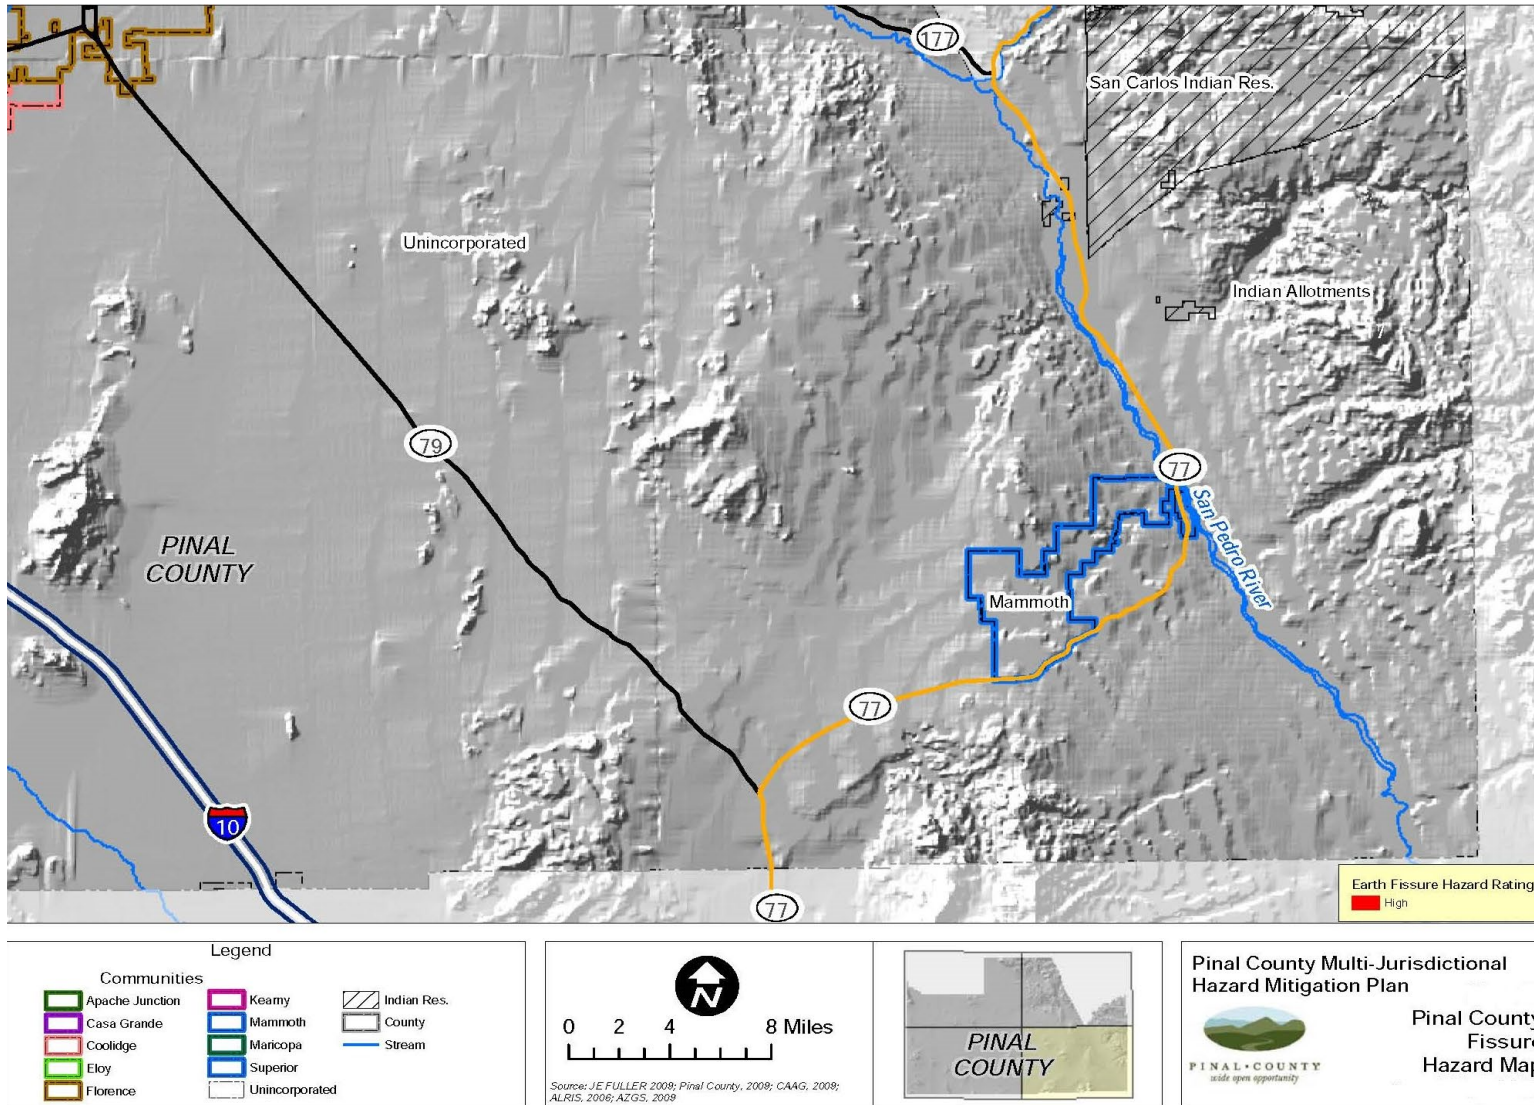 177
San Carlos Indian Res.
Unincorporated
Indian Allotments
79
77
San Pedro River
PINAL
COUNTY
Mammoth
77
10
77
Earth Fissure Hazard Rating
High
Legend
Communities
Apache Junction
Casa Grande
Coolidge
Eloy
Florence
Kearny
Mammoth
Maricopa
Superior
Unincorporated
Indian Res.
County
Stream
N
0 2 4 8 Miles
Source: JE FULLER 2009; Pinal County, 2009; CAAG, 2009;
ALRIS, 2006; AZGS, 2009
PINAL
COUNTY
Pinal County Multi-Jurisdictional
Hazard Mitigation Plan
PINAL • COUNTY
wide open opportunity
Pinal County
Fissure
Hazard Map